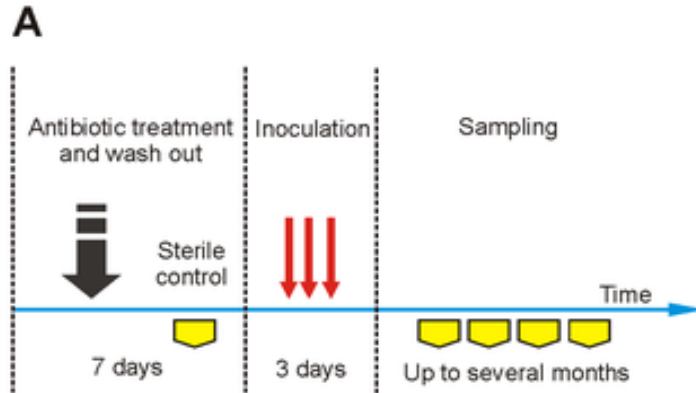 A
Antibiotic treatment
and wash out
Inoculation
Sampling
Sterile
control
Time
7 days
3 days
Up to several months